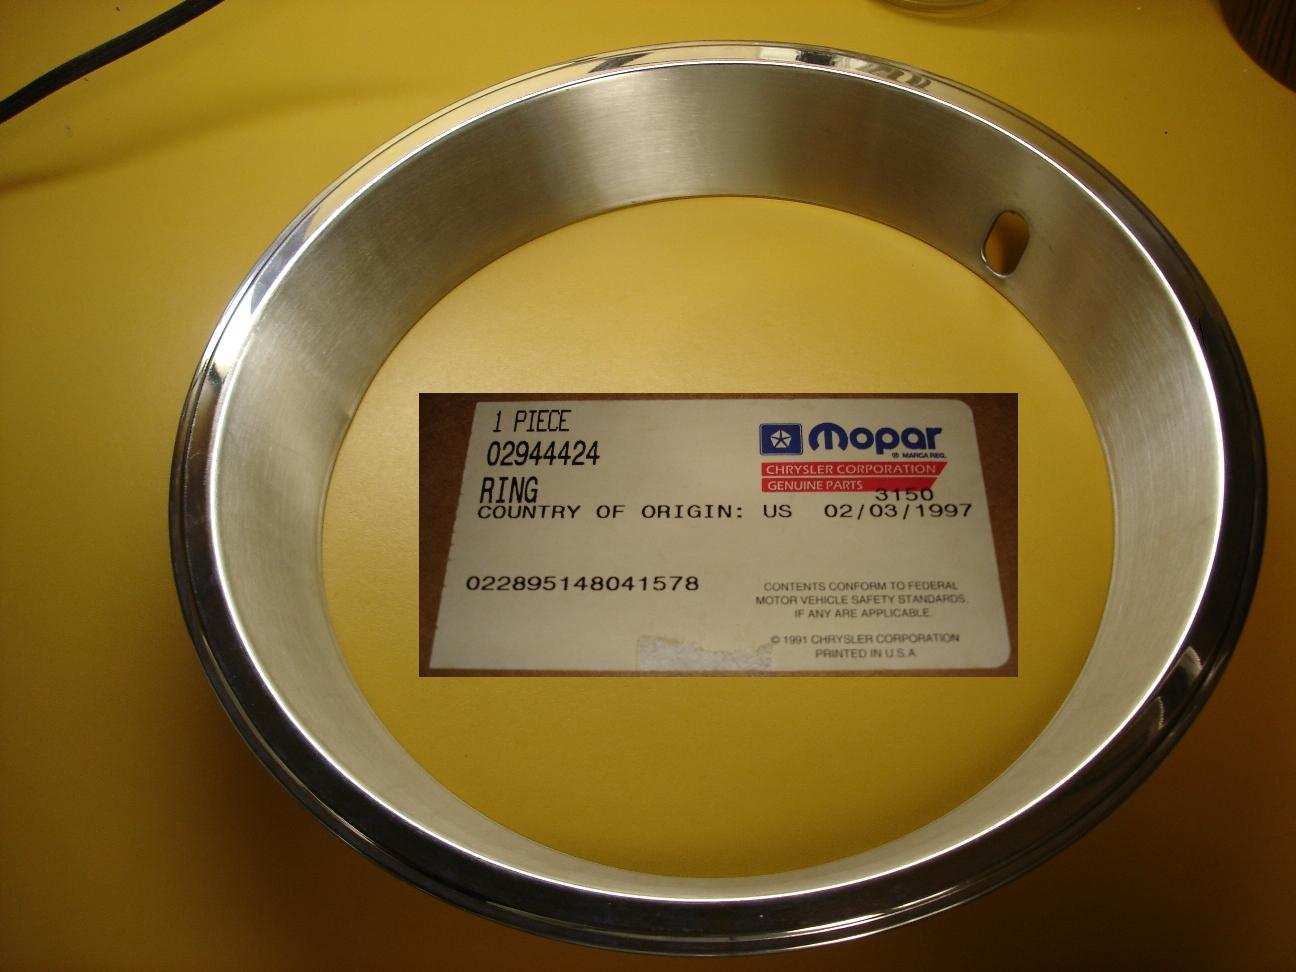 1 PIECE
02944424
RING
COUNTRY OF ORIGIN: US 02/03/1997
Mopar
® MARCA REG.
CHRYSLER CORPORATION
GENUINE PARTS
3150
022895148041578
CONTENTS CONFORM TO FEDERAL
MOTOR VEHICLE SAFETY STANDARDS.
IF ANY ARE APPLICABLE.
© 1991 CHRYSLER CORPORATION
PRINTED IN U.S.A.